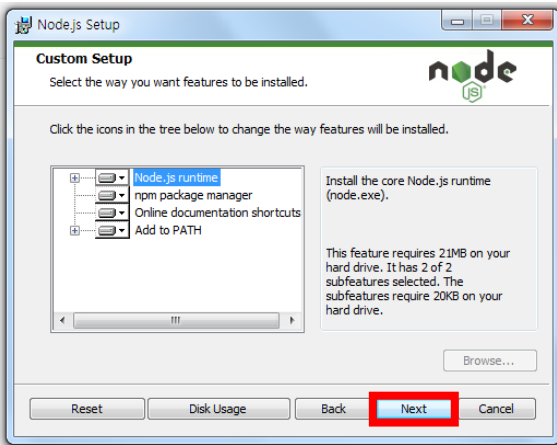 Node.js Setup
Custom Setup
Select the way you want features to be installed.
node
JS
Click the icons in the tree below to change the way features will be installed.
Node.js runtime
npm package manager
Online documentation shortcuts
Add to PATH
Install the core Node.js runtime
(node.exe).
This feature requires 21MB on your
hard drive. It has 2 of 2
subfeatures selected. The
subfeatures require 20KB on your
hard drive.
Browse...
Reset Disk Usage Back Next Cancel